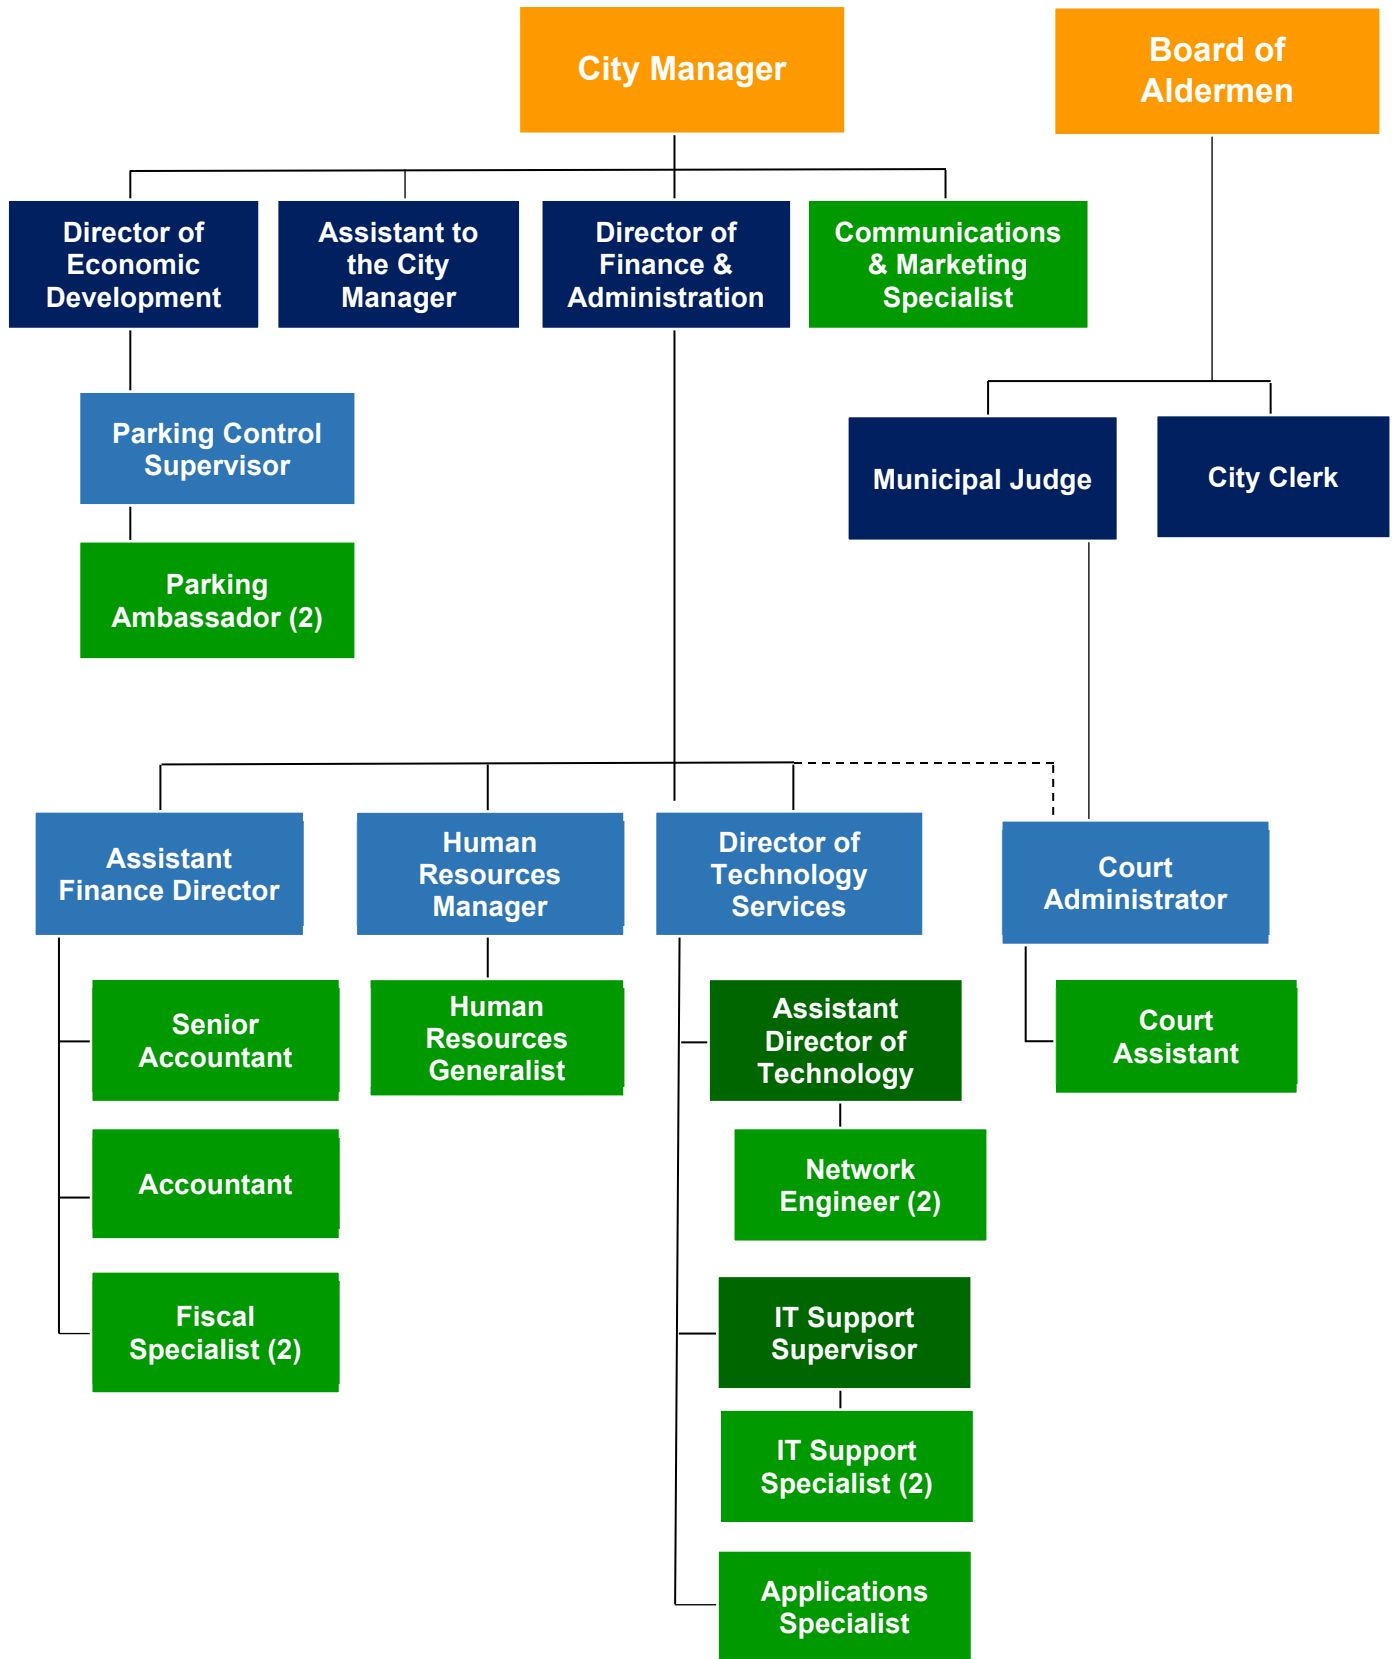 City Manager
Board of
Aldermen
Director of
Economic
Development
Assistant to
the City
Manager
Director of
Finance &
Administration
Communications
& Marketing
Specialist
Parking Control
Supervisor
Municipal Judge
City Clerk
Parking
Ambassador (2)
Assistant
Finance Director
Human
Resources
Manager
Director of
Technology
Services
Court
Administrator
Senior
Accountant
Human
Resources
Generalist
Assistant
Director of
Technology
Court
Assistant
Accountant
Network
Engineer (2)
Fiscal
Specialist (2)
IT Support
Supervisor
IT Support
Specialist (2)
Applications
Specialist